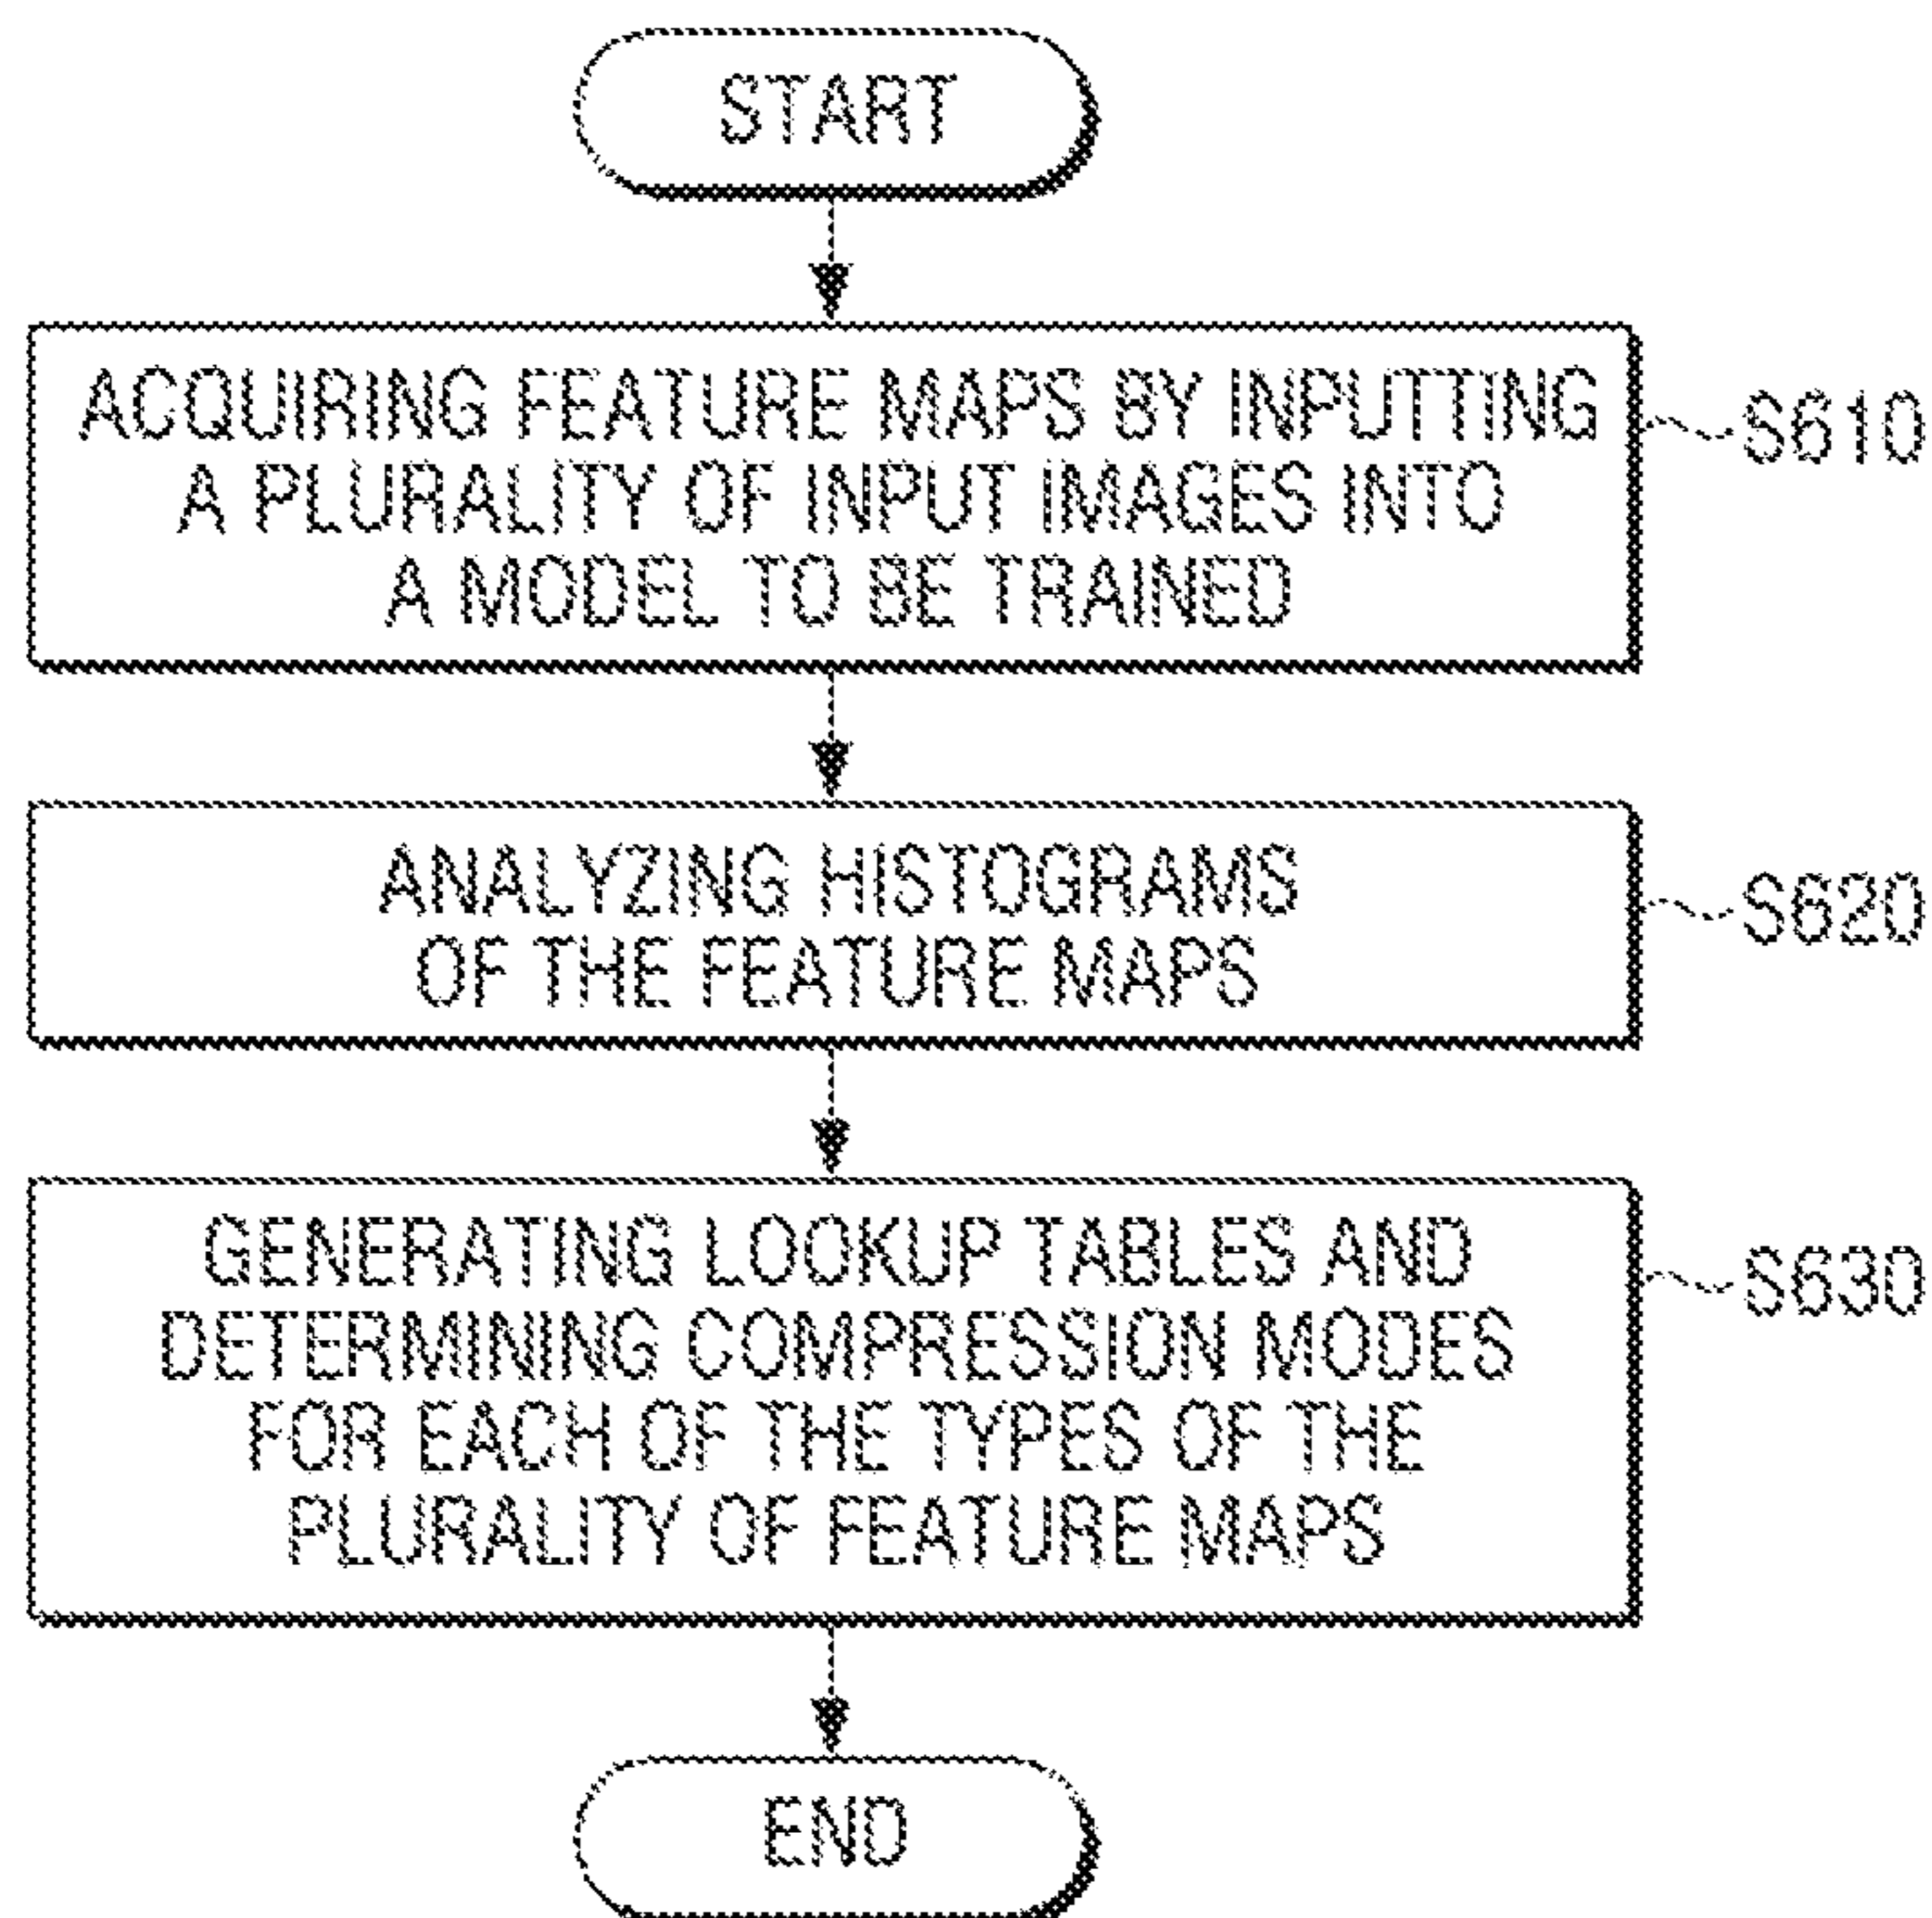 START
ACQUIRING FEATURE MAPS BY INPUTTING
A PLURALITY OF INPUT IMAGES INTO
A MODEL TO BE TRAINED
S610
ANALYZING HISTOGRAMS
OF THE FEATURE MAPS
S620
GENERATING LOOKUP TABLES AND
DETERMINING COMPRESSION MODES
FOR EACH OF THE TYPES OF THE
PLURALITY OF FEATURE MAPS
S630
END